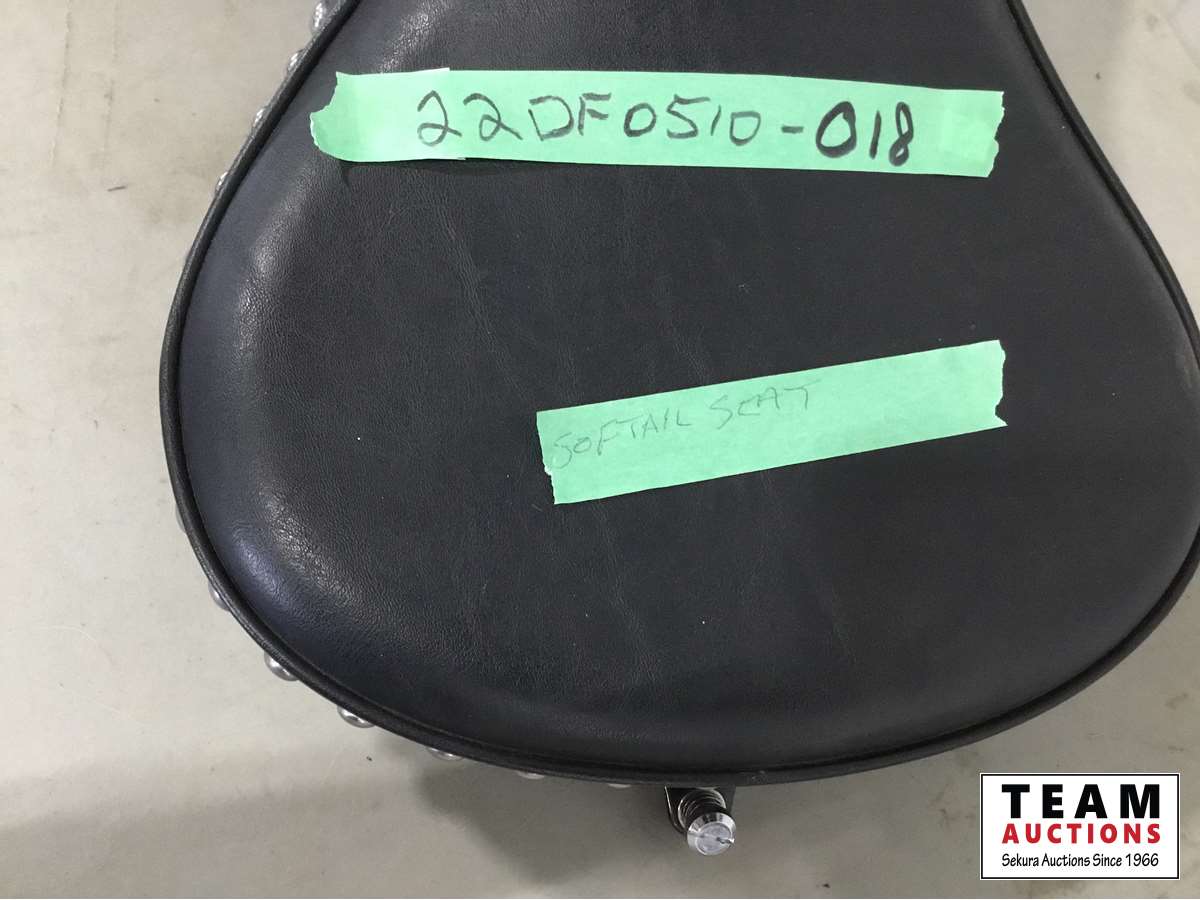 22DF0510-018
SOFTAIL SEAT
TEAM
AUCTIONS
Sekura Auctions Since 1966